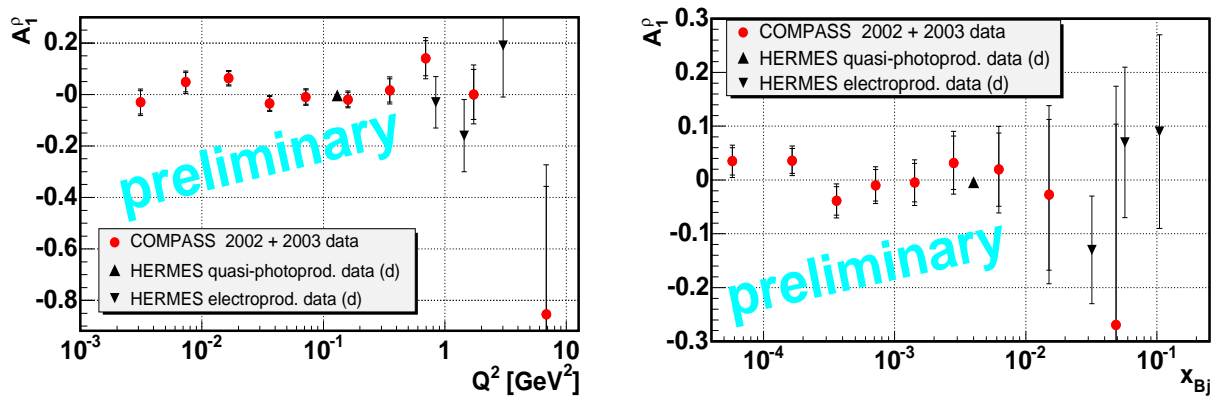 A₁^ρ
0.2
-0
-0.2
-0.4
-0.6
-0.8
preliminary
COMPASS 2002 + 2003 data
HERMES quasi-photoprod. data (d)
HERMES electroprod. data (d)
10⁻³ 10⁻² 10⁻¹ 1 10
Q² [GeV²]
A₁^ρ
0.3
0.2
0.1
0
-0.1
-0.2
-0.3
COMPASS 2002 + 2003 data
HERMES quasi-photoprod. data (d)
HERMES electroprod. data (d)
preliminary
10⁻⁴ 10⁻³ 10⁻² 10⁻¹
x_Bj